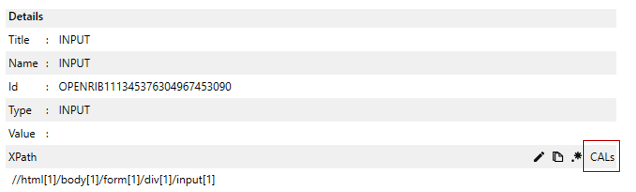 Details
Title : INPUT
Name : INPUT
Id : OPENRIB111345376304967453090
Type : INPUT
Value :
XPath .* CALs
//html[1]/body[1]/form[1]/div[1]/input[1]